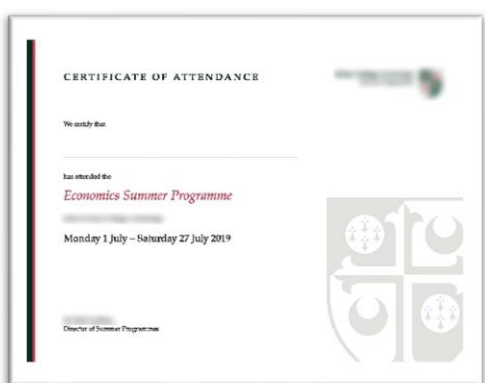 CERTIFICATE OF ATTENDANCE
We certify that
has attended the
Economics Summer Programme
Monday 1 July – Saturday 27 July 2019
Director of Summer Programmes